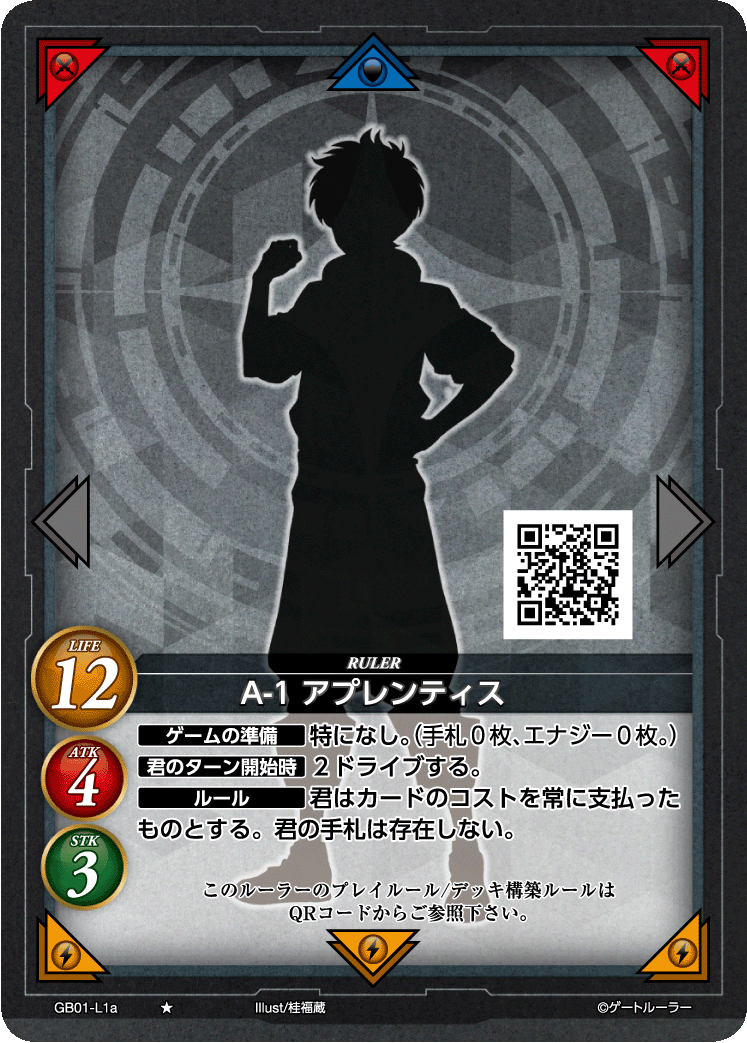 RULER
A-1 アプレンティス
LIFE
12
ゲームの準備 特になし。(手札0枚、エナジー0枚。)
ATK
4
君のターン開始時 2ドライブする。
ルール 君はカードのコストを常に支払った
ものとする。君の手札は存在しない。
STK
3
このルーラーのプレイルール/デッキ構築ルールは
QRコードからご参照下さい。
GB01-L1a ★ Illust/桂福蔵 ©ゲートルーラー